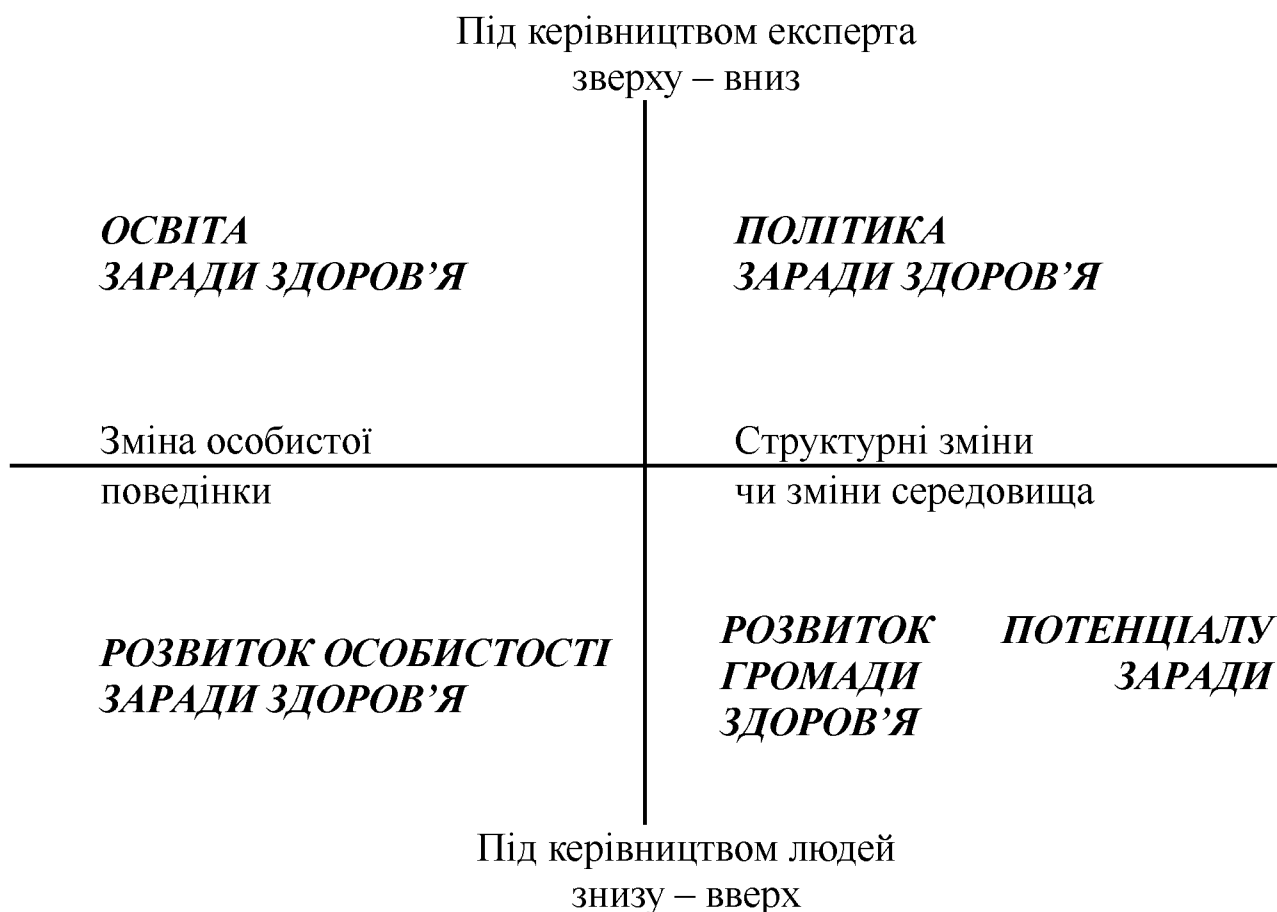 Під керівництвом експерта
зверху – вниз
ОСВІТА
ЗАРАДИ ЗДОРОВ’Я
ПОЛІТИКА
ЗАРАДИ ЗДОРОВ’Я
Зміна особистої
поведінки
Структурні зміни
чи зміни середовища
РОЗВИТОК ОСОБИСТОСТІ
ЗАРАДИ ЗДОРОВ’Я
РОЗВИТОК ПОТЕНЦІАЛУ
ГРОМАДИ ЗАРАДИ
ЗДОРОВ’Я
Під керівництвом людей
знизу – вверх